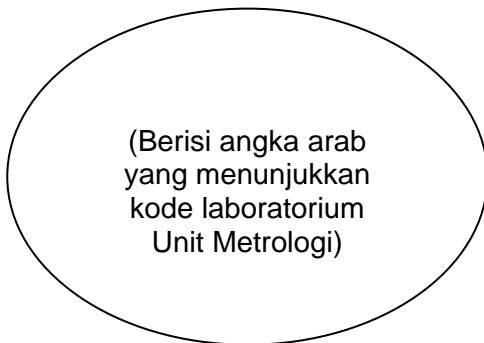 (Berisi angka arab
yang menunjukkan
kode laboratorium
Unit Metrologi)